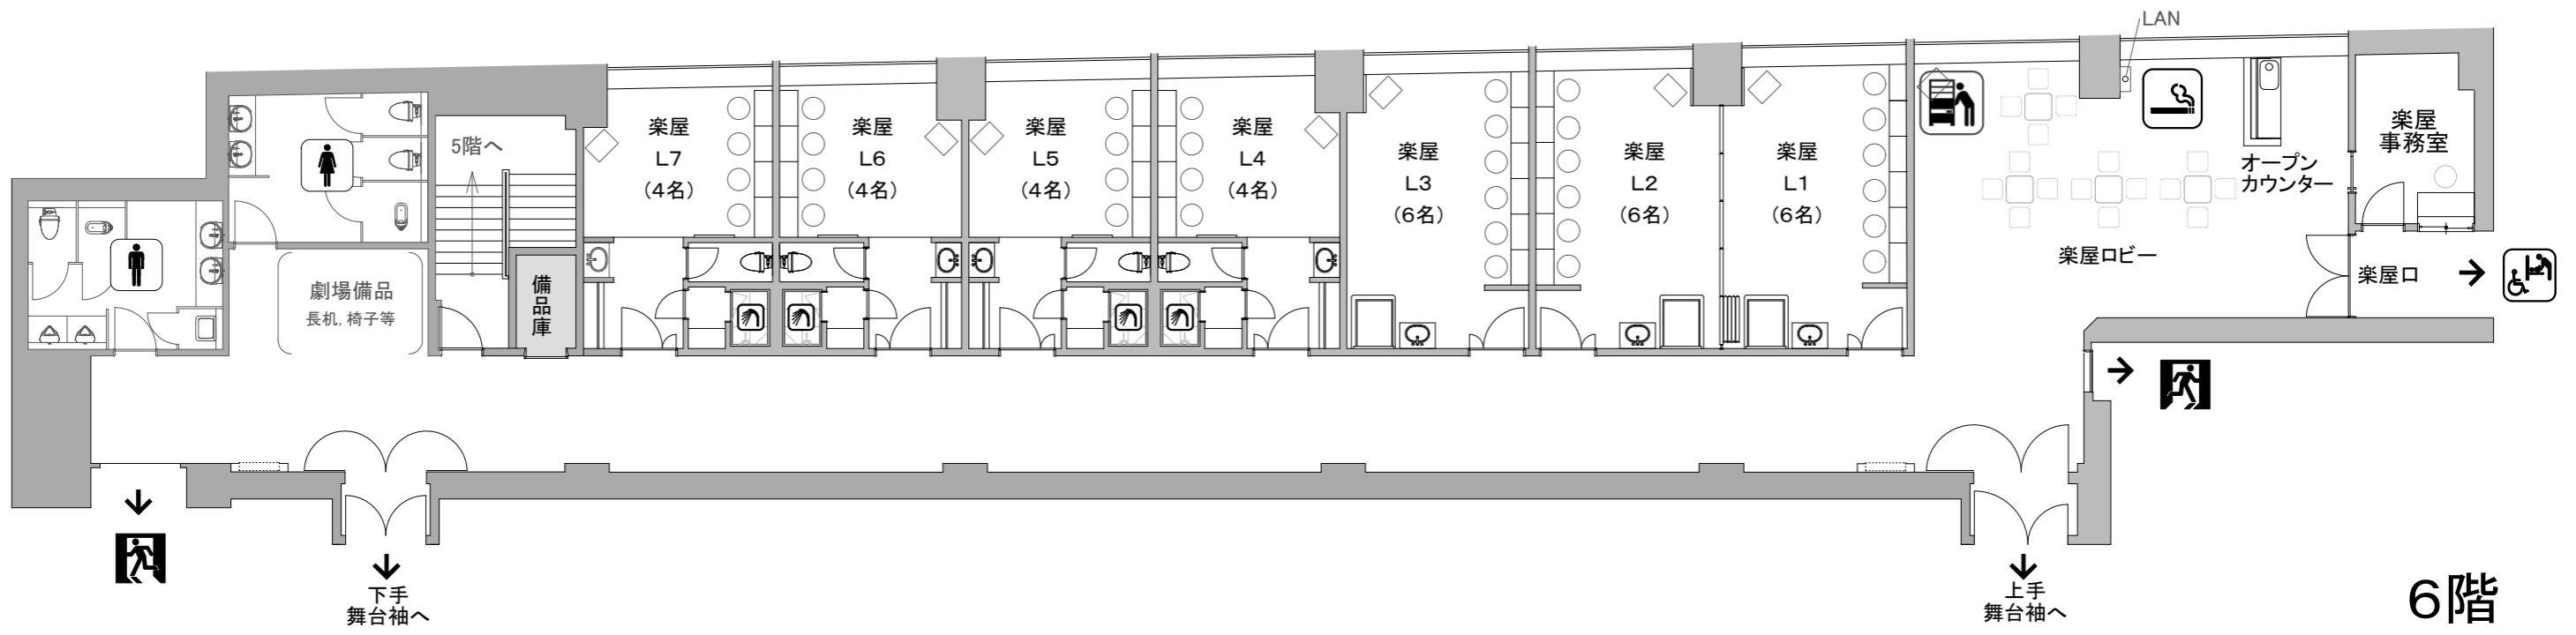 LAN
5階へ
楽屋
L7
(4名)
楽屋
L6
(4名)
楽屋
L5
(4名)
楽屋
L4
(4名)
楽屋
L3
(6名)
楽屋
L2
(6名)
楽屋
L1
(6名)
オープン
カウンター
楽屋
事務室
楽屋ロビー
楽屋口
劇場備品
長机, 椅子等
備品庫
下手
舞台袖へ
上手
舞台袖へ
6階